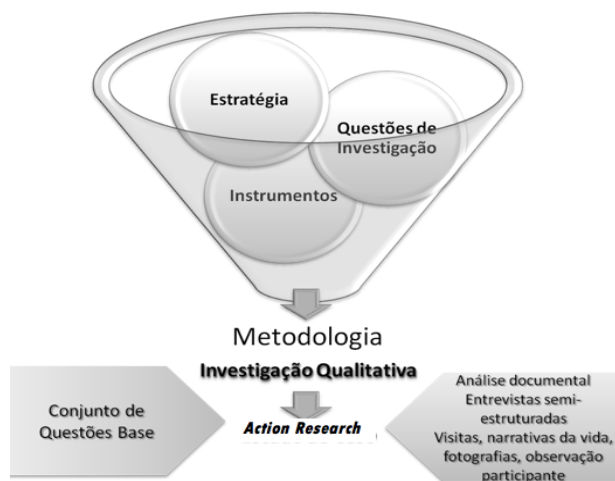 Estratégia
Questões de
Investigação
Instrumentos
Metodologia
Investigação Qualitativa
Conjunto de
Questões Base
Action Research
Análise documental
Entrevistas semi-
estruturadas
Visitas, narrativas da vida,
fotografias, observação
participante